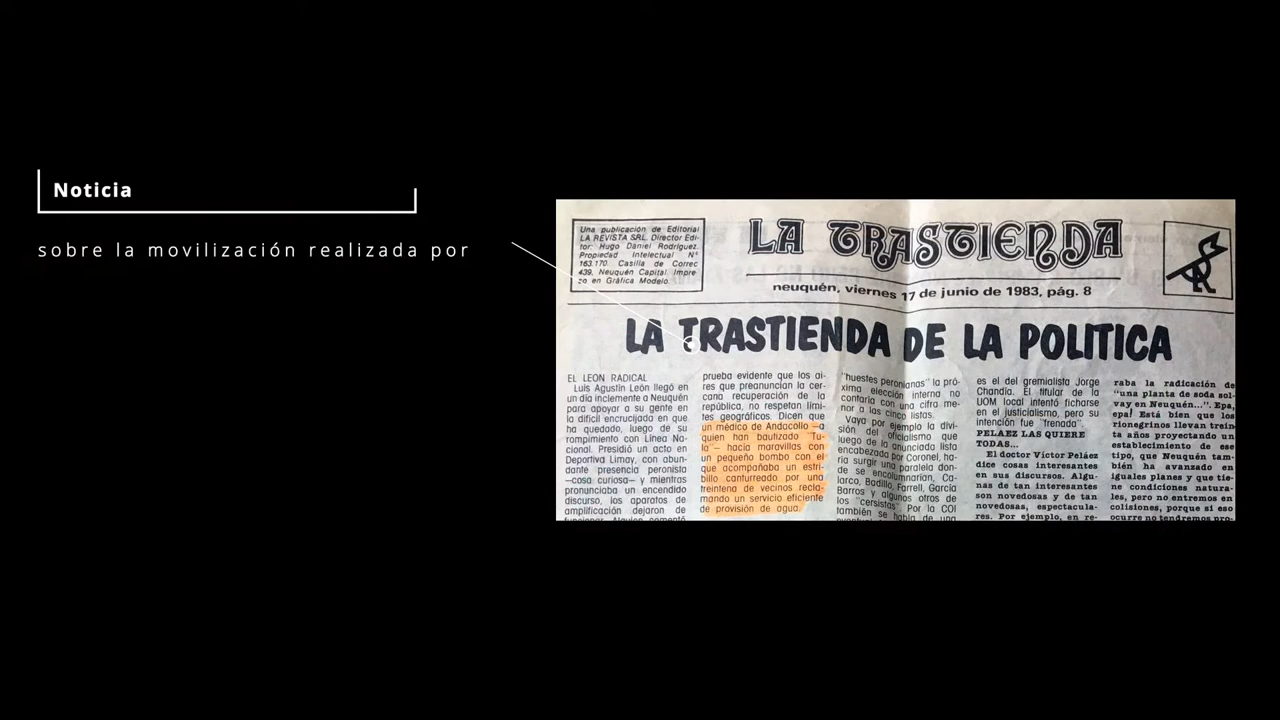 Noticia
sobre la movilización realizada por
Una publicación de Editorial
LA REVISTA SRL. Director Edi-
tor: Hugo Daniel Rodríguez.
Propiedad Intelectual N°
163.170. Casilla de Correc
439, Neuquén Capital. Impre
so en Gráfica Modelo.
LA TRASTIENDA
neuquén, viernes 17 de junio de 1983, pág. 8
LA TRASTIENDA DE LA POLITICA
EL LEON RADICAL
Luis Agustín León llegó en
un día inclemente a Neuquén
para apoyar a su gente en
la difícil encrucijada en que
ha quedado, luego de su
rompimiento con Línea Na-
cional. Presidió un acto en
Deportiva Limay, con abun-
dante presencia peronista
—cosa curiosa— y mientras
pronunciaba un encendido
discurso, los aparatos de
amplificación dejaron de
prueba evidente que los ai-
res que preanuncian la cer-
cana recuperación de la
república, no respetan lími-
tes geográficos. Dicen que
un médico de Andacollo —a
quien han bautizado "Tu-
la"— hacía maravillas con
un pequeño bombo con el
que acompañaba un estri-
billo canturreado por una
treintena de vecinos recla-
mando un servicio eficiente
de provisión de agua.
"huestes peronianas" la pró-
xima elección interna no
contaría con una cifra me-
nor a las cinco listas.
Vaya por ejemplo la divi-
sión del oficialismo que
luego de la anunciada lista
encabezada por Coronel, ha-
ría surgir una paralela don-
de se encolumnarían, Ca-
larco, Badillo, Farrell, García
Barros y algunos otros de
los "cersistas". Por la COI
también se habla de una
es el del gremialista Jorge
Chandía. El titular de la
UOM local intentó ficharse
en el justicialismo, pero su
intención fue "frenada".
PELAEZ LAS QUIERE
TODAS...
El doctor Víctor Peláez
dice cosas interesantes
en sus discursos. Algu-
nas de tan interesantes
son novedosas y de tan
novedosas, espectacula-
res. Por ejemplo, en re-
raba la radicación de
"una planta de soda sol-
vay en Neuquén...". Epa,
epa! Está bien que los
rionegrinos llevan trein-
ta años proyectando un
establecimiento de ese
tipo, que Neuquén tam-
bién ha avanzado en
iguales planes y que tie-
ne condiciones natura-
les, pero no entremos en
colisiones, porque si eso
ocurre no tendremos pro-